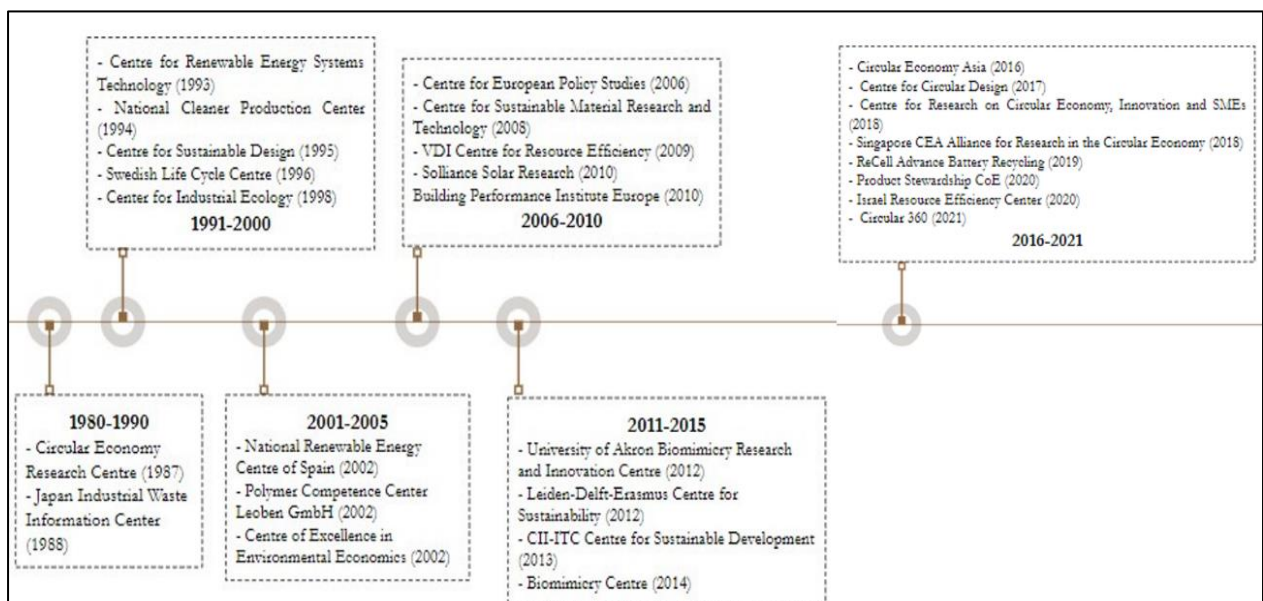 - Centre for Renewable Energy Systems
Technology (1993)
- National Cleaner Production Center
(1994)
- Centre for Sustainable Design (1995)
- Swedish Life Cycle Centre (1996)
- Center for Industrial Ecology (1998)
1991-2000
- Centre for European Policy Studies (2006)
- Centre for Sustainable Material Research and
Technology (2008)
- VDI Centre for Resource Efficiency (2009)
- Solliance Solar Research (2010)
Building Performance Institute Europe (2010)
2006-2010
- Circular Economy Asia (2016)
- Centre for Circular Design (2017)
- Centre for Research on Circular Economy, Innovation and SMEs
(2018)
- Singapore CEA Alliance for Research in the Circular Economy (2018)
- ReCell Advance Battery Recycling (2019)
- Product Stewardship CoE (2020)
- Israel Resource Efficiency Center (2020)
- Circular 360 (2021)
2016-2021
1980-1990
- Circular Economy
Research Centre (1987)
- Japan Industrial Waste
Information Center
(1988)
2001-2005
- National Renewable Energy
Centre of Spain (2002)
- Polymer Competence Center
Leoben GmbH (2002)
- Centre of Excellence in
Environmental Economics (2002)
2011-2015
- University of Akron Biomimicry Research
and Innovation Centre (2012)
- Leiden-Delft-Erasmus Centre for
Sustainability (2012)
- CII-ITC Centre for Sustainable Development
(2013)
- Biomimicry Centre (2014)